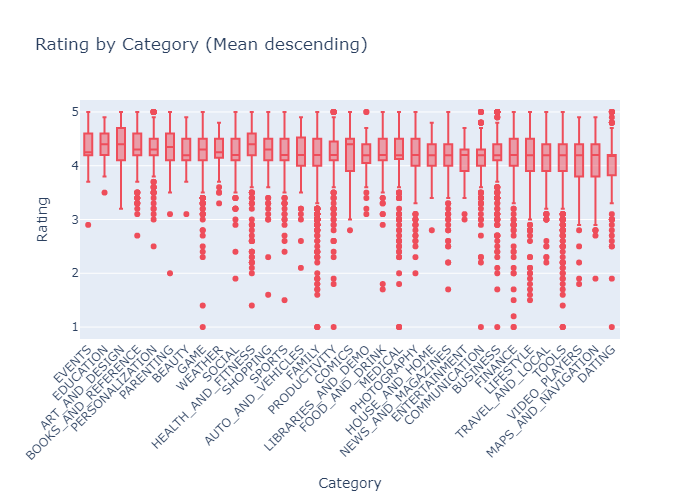 Rating by Category (Mean descending)
5
4
3
2
1
Rating
EVENTS
EDUCATION
ART_AND_DESIGN
BOOKS_AND_REFERENCE
PERSONALIZATION
PARENTING
BEAUTY
GAME
WEATHER
SOCIAL
HEALTH_AND_FITNESS
SHOPPING
SPORTS
AUTO_AND_VEHICLES
FAMILY
PRODUCTIVITY
COMICS
LIBRARIES_AND_DEMO
FOOD_AND_DRINK
MEDICAL
PHOTOGRAPHY
HOUSE_AND_HOME
NEWS_AND_MAGAZINES
ENTERTAINMENT
COMMUNICATION
BUSINESS
FINANCE
LIFESTYLE
TRAVEL_AND_LOCAL
TOOLS
VIDEO_PLAYERS
MAPS_AND_NAVIGATION
DATING
Category